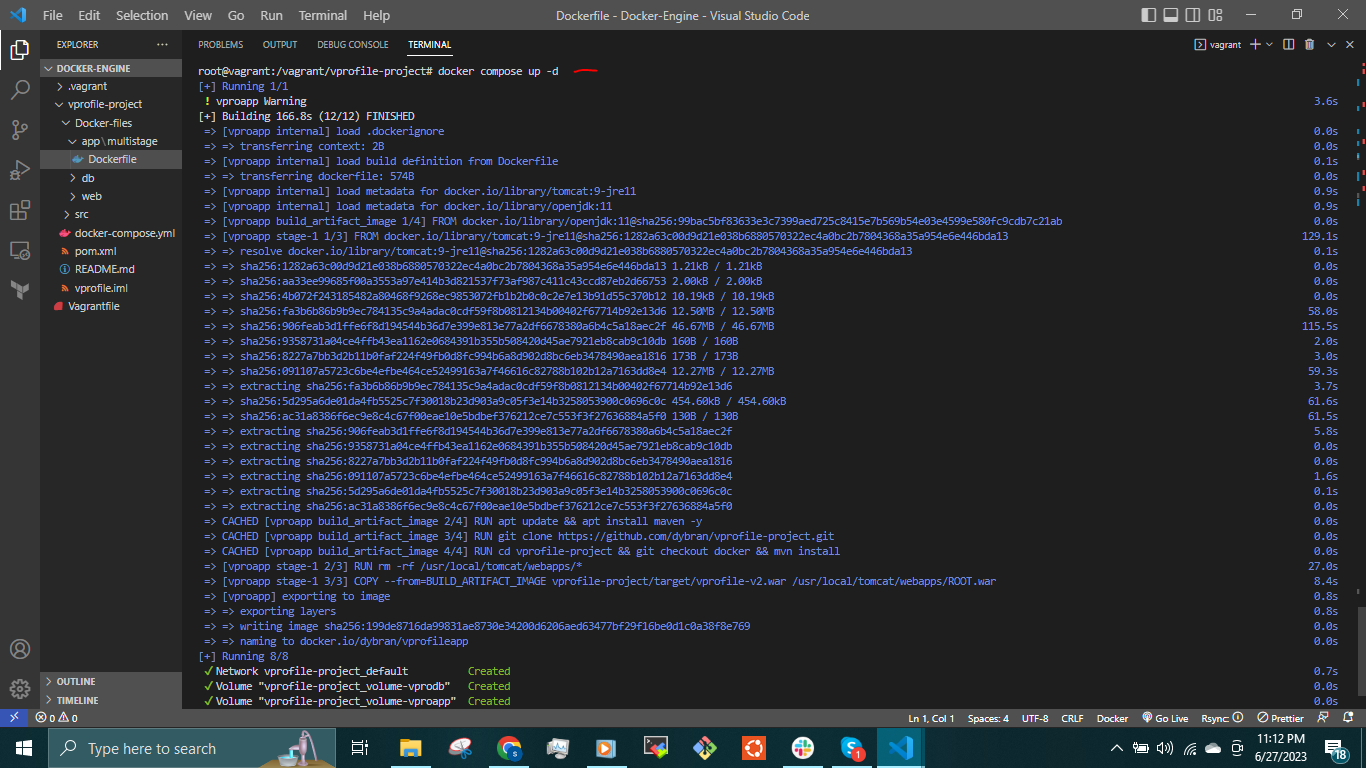 File Edit Selection View Go Run Terminal Help Dockerfile - Docker-Engine - Visual Studio Code
EXPLORER ···
DOCKER-ENGINE
.vagrant
vprofile-project
Docker-files
app\multistage
Dockerfile
db
web
src
docker-compose.yml
pom.xml
README.md
vprofile.iml
Vagrantfile
OUTLINE
TIMELINE
PROBLEMS OUTPUT DEBUG CONSOLE TERMINAL vagrant
root@vagrant:/vagrant/vprofile-project# docker compose up -d
[+] Running 1/1
! vproapp Warning 3.6s
[+] Building 166.8s (12/12) FINISHED
=> [vproapp internal] load .dockerignore 0.0s
=> => transferring context: 2B 0.0s
=> [vproapp internal] load build definition from Dockerfile 0.1s
=> => transferring dockerfile: 574B 0.0s
=> [vproapp internal] load metadata for docker.io/library/tomcat:9-jre11 0.9s
=> [vproapp internal] load metadata for docker.io/library/openjdk:11 0.9s
=> [vproapp build_artifact_image 1/4] FROM docker.io/library/openjdk:11@sha256:99bac5bf83633e3c7399aed725c8415e7b569b54e03e4599e580fc9cdb7c21ab 0.0s
=> [vproapp stage-1 1/3] FROM docker.io/library/tomcat:9-jre11@sha256:1282a63c00d9d21e038b6880570322ec4a0bc2b7804368a35a954e6e446bda13 129.1s
=> => resolve docker.io/library/tomcat:9-jre11@sha256:1282a63c00d9d21e038b6880570322ec4a0bc2b7804368a35a954e6e446bda13 0.1s
=> => sha256:1282a63c00d9d21e038b6880570322ec4a0bc2b7804368a35a954e6e446bda13 1.21kB / 1.21kB 0.0s
=> => sha256:aa33ee99685f00a3553a97e414b3d821537f73af987c411c43ccd87eb2d66753 2.00kB / 2.00kB 0.0s
=> => sha256:4b072f243185482a80468f9268ec9853072fb1b2b0c0c2e7e13b91d55c370b12 10.19kB / 10.19kB 0.0s
=> => sha256:fa3b6b86b9b9ec784135c9a4adac0cdf59f8b0812134b00402f67714b92e13d6 12.50MB / 12.50MB 58.0s
=> => sha256:906feab3d1ffe6f8d194544b36d7e399e813e77a2df6678380a6b4c5a18aec2f 46.67MB / 46.67MB 115.5s
=> => sha256:9358731a04ce4ffb43ea1162e0684391b355b508420d45ae7921eb8cab9c10db 160B / 160B 2.0s
=> => sha256:8227a7bb3d2b11b0faf224f49fb0d8fc994b6a8d902d8bc6eb3478490aea1816 173B / 173B 3.0s
=> => sha256:091107a5723c6be4efbe464ce52499163a7f46616c82788b102b12a7163dd8e4 12.27MB / 12.27MB 59.3s
=> => extracting sha256:fa3b6b86b9b9ec784135c9a4adac0cdf59f8b0812134b00402f67714b92e13d6 3.7s
=> => sha256:5d295a6de01da4fb5525c7f30018b23d903a9c05f3e14b3258053900c0696c0c 454.60kB / 454.60kB 61.6s
=> => sha256:ac31a8386f6ec9e8c4c67f00eae10e5bdbef376212ce7c553f3f27636884a5f0 130B / 130B 61.5s
=> => extracting sha256:906feab3d1ffe6f8d194544b36d7e399e813e77a2df6678380a6b4c5a18aec2f 5.8s
=> => extracting sha256:9358731a04ce4ffb43ea1162e0684391b355b508420d45ae7921eb8cab9c10db 0.0s
=> => extracting sha256:8227a7bb3d2b11b0faf224f49fb0d8fc994b6a8d902d8bc6eb3478490aea1816 0.0s
=> => extracting sha256:091107a5723c6be4efbe464ce52499163a7f46616c82788b102b12a7163dd8e4 1.6s
=> => extracting sha256:5d295a6de01da4fb5525c7f30018b23d903a9c05f3e14b3258053900c0696c0c 0.1s
=> => extracting sha256:ac31a8386f6ec9e8c4c67f00eae10e5bdbef376212ce7c553f3f27636884a5f0 0.0s
=> CACHED [vproapp build_artifact_image 2/4] RUN apt update && apt install maven -y 0.0s
=> CACHED [vproapp build_artifact_image 3/4] RUN git clone https://github.com/dybran/vprofile-project.git 0.0s
=> CACHED [vproapp build_artifact_image 4/4] RUN cd vprofile-project && git checkout docker && mvn install 0.0s
=> [vproapp stage-1 2/3] RUN rm -rf /usr/local/tomcat/webapps/* 27.0s
=> [vproapp stage-1 3/3] COPY --from=BUILD_ARTIFACT_IMAGE vprofile-project/target/vprofile-v2.war /usr/local/tomcat/webapps/ROOT.war 8.4s
=> [vproapp] exporting to image 0.8s
=> => exporting layers 0.8s
=> => writing image sha256:199de8716da99831ae8730e34200d6206aed63477bf29f16be0d1c0a38f8e769 0.0s
=> => naming to docker.io/dybran/vprofileapp 0.0s
[+] Running 8/8
✓ Network vprofile-project_default Created 0.7s
✓ Volume "vprofile-project_volume-vprodb" Created 0.0s
✓ Volume "vprofile-project_volume-vproapp" Created 0.0s
0 0 Ln 1, Col 1 Spaces: 4 UTF-8 CRLF Docker Go Live Rsync: Prettier
Type here to search 1 11:12 PM
6/27/2023 18